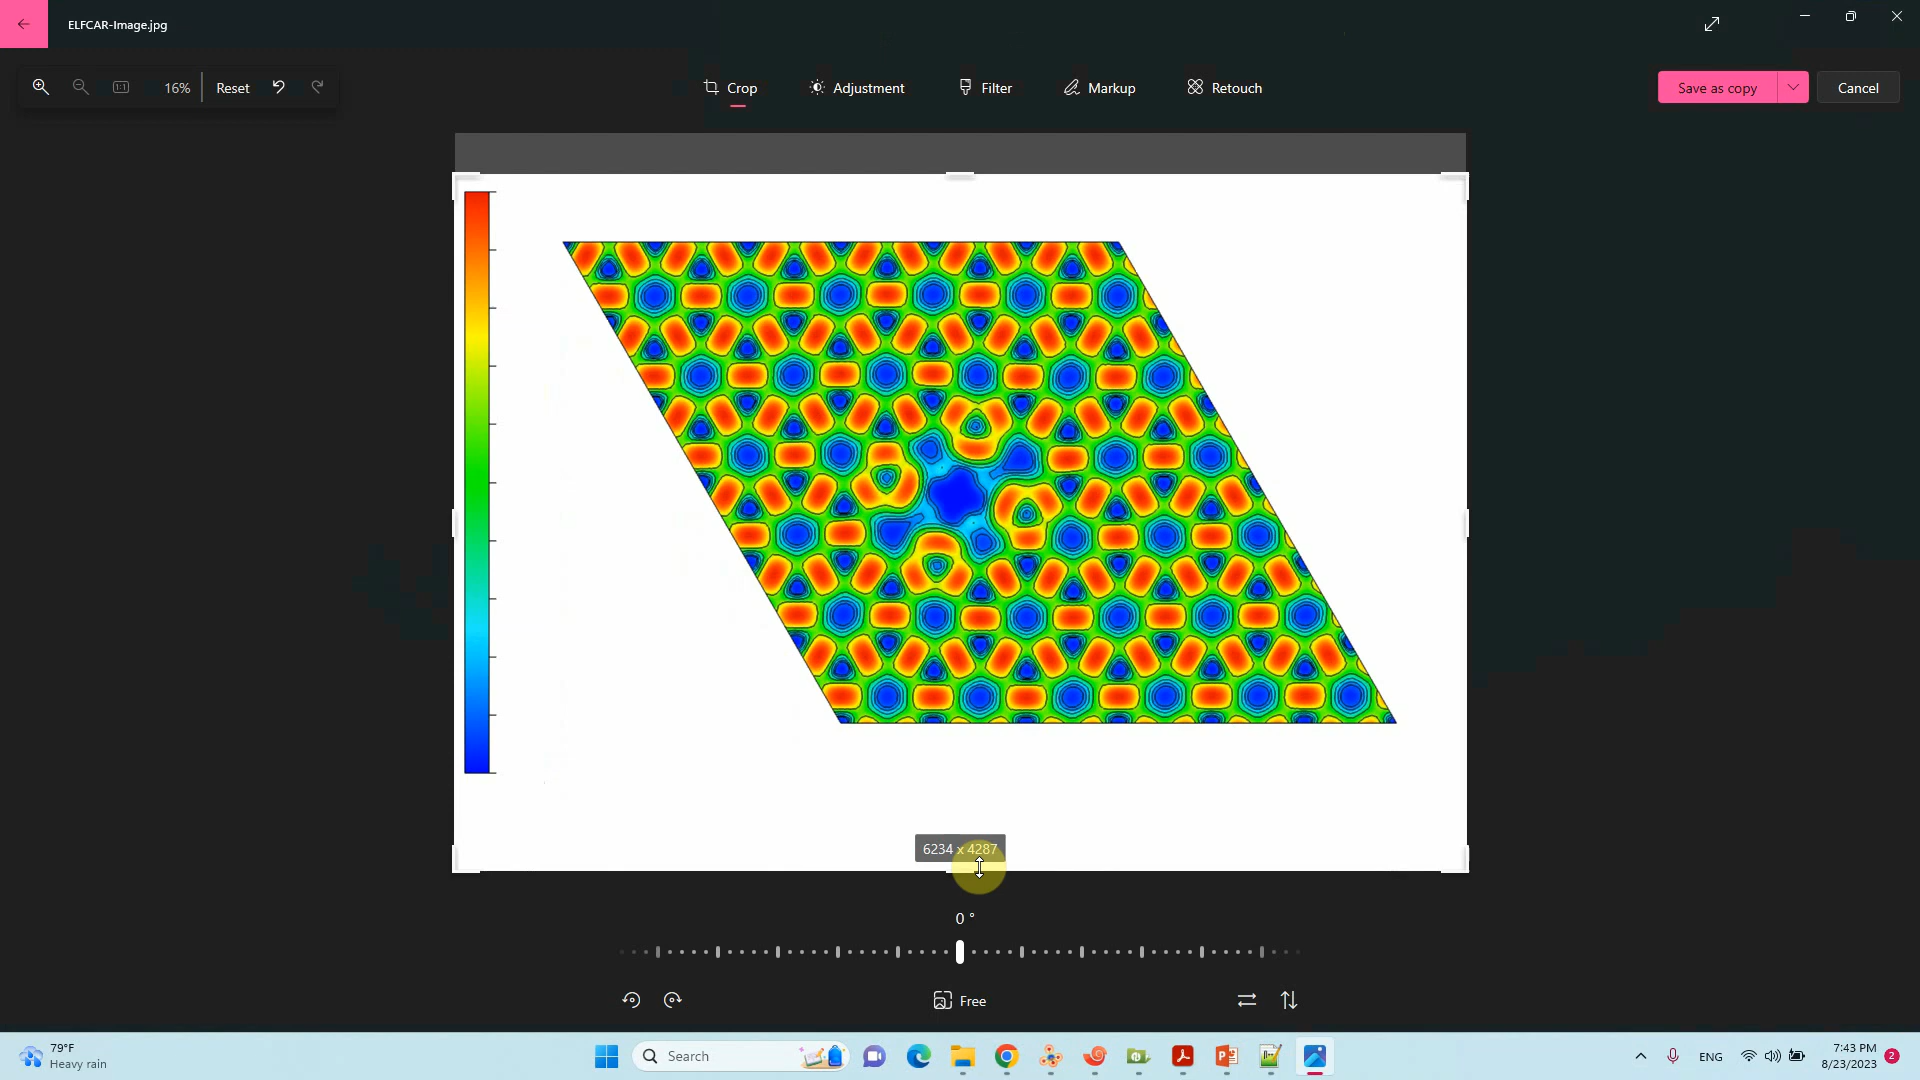 ELFCAR-Image.jpg
16%
Reset
Crop
Adjustment
Filter
Markup
Retouch
Save as copy
Cancel
6234 x 4287
0 °
Free
79°F
Heavy rain
Search
ENG
7:43 PM
8/23/2023
2